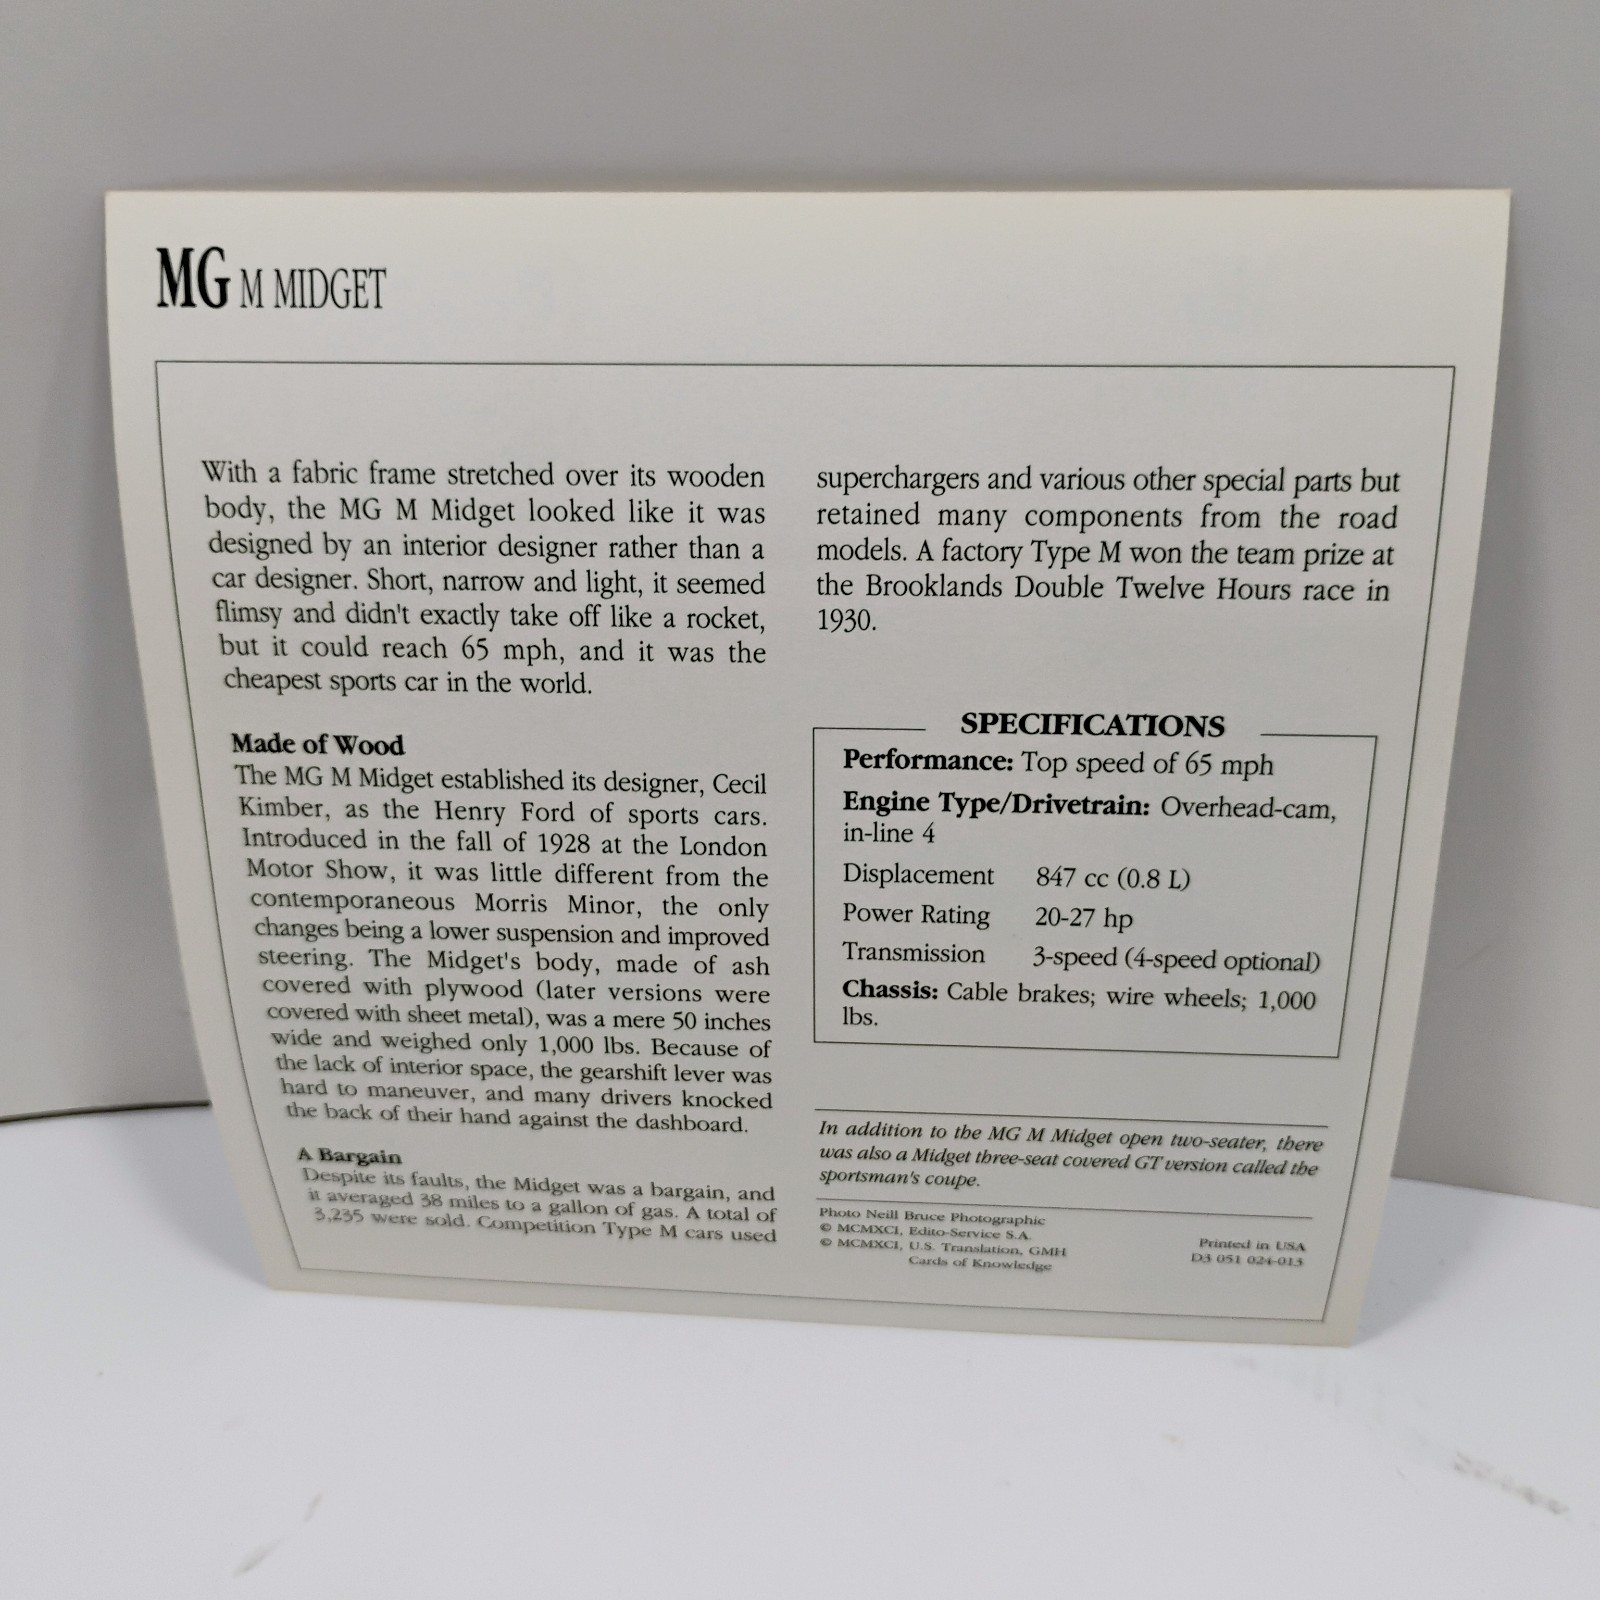 MG M MIDGET
With a fabric frame stretched over its wooden
body, the MG M Midget looked like it was
designed by an interior designer rather than a
car designer. Short, narrow and light, it seemed
flimsy and didn't exactly take off like a rocket,
but it could reach 65 mph, and it was the
cheapest sports car in the world.
Made of Wood
The MG M Midget established its designer, Cecil
Kimber, as the Henry Ford of sports cars.
Introduced in the fall of 1928 at the London
Motor Show, it was little different from the
contemporaneous Morris Minor, the only
changes being a lower suspension and improved
steering. The Midget's body, made of ash
covered with plywood (later versions were
covered with sheet metal), was a mere 50 inches
wide and weighed only 1,000 lbs. Because of
the lack of interior space, the gearshift lever was
hard to maneuver, and many drivers knocked
the back of their hand against the dashboard.
A Bargain
Despite its faults, the Midget was a bargain, and
it averaged 38 miles to a gallon of gas. A total of
3,235 were sold. Competition Type M cars used
superchargers and various other special parts but
retained many components from the road
models. A factory Type M won the team prize at
the Brooklands Double Twelve Hours race in
1930.
SPECIFICATIONS
Performance: Top speed of 65 mph
Engine Type/Drivetrain: Overhead-cam,
in-line 4
Displacement 847 cc (0.8 L)
Power Rating 20-27 hp
Transmission 3-speed (4-speed optional)
Chassis: Cable brakes; wire wheels; 1,000
lbs.
In addition to the MG M Midget open two-seater, there
was also a Midget three-seat covered GT version called the
sportsman's coupe.
Photo Neill Bruce Photographic
© MCMXCI, Edito-Service S.A.
© MCMXCI, U.S. Translation, GMH
Cards of Knowledge
Printed in USA
D3 051 024-013